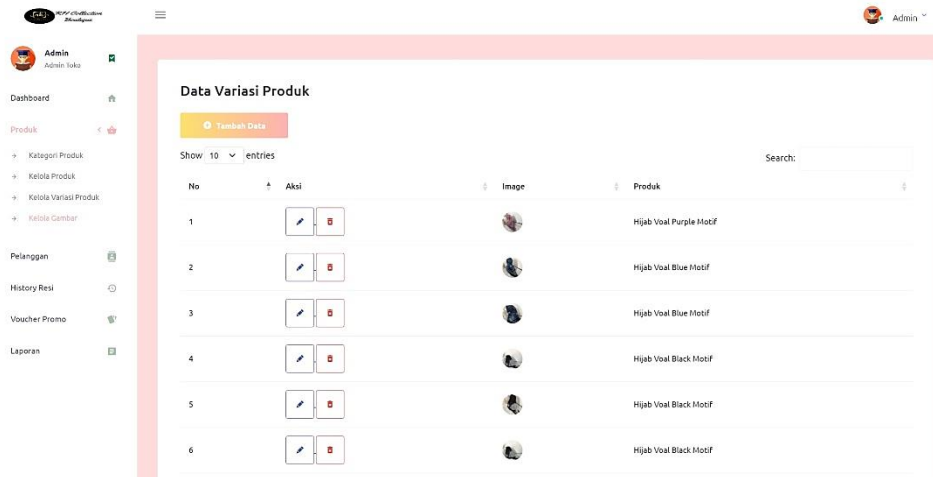 Admin
Admin
Admin Toko
Dashboard
Produk
Kategori Produk
Kelola Produk
Kelola Variasi Produk
Kelola Gambar
Pelanggan
History Resi
Voucher Promo
Laporan
Data Variasi Produk
Tambah Data
Show 10 entries
Search:
No Aksi Image Produk
1 Hijab Voal Purple Motif
2 Hijab Voal Blue Motif
3 Hijab Voal Blue Motif
4 Hijab Voal Black Motif
5 Hijab Voal Black Motif
6 Hijab Voal Black Motif